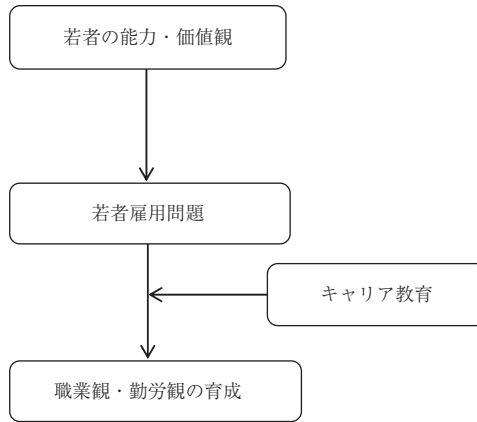 若者の能力・価値観
若者雇用問題
キャリア教育
職業観・勤労観の育成